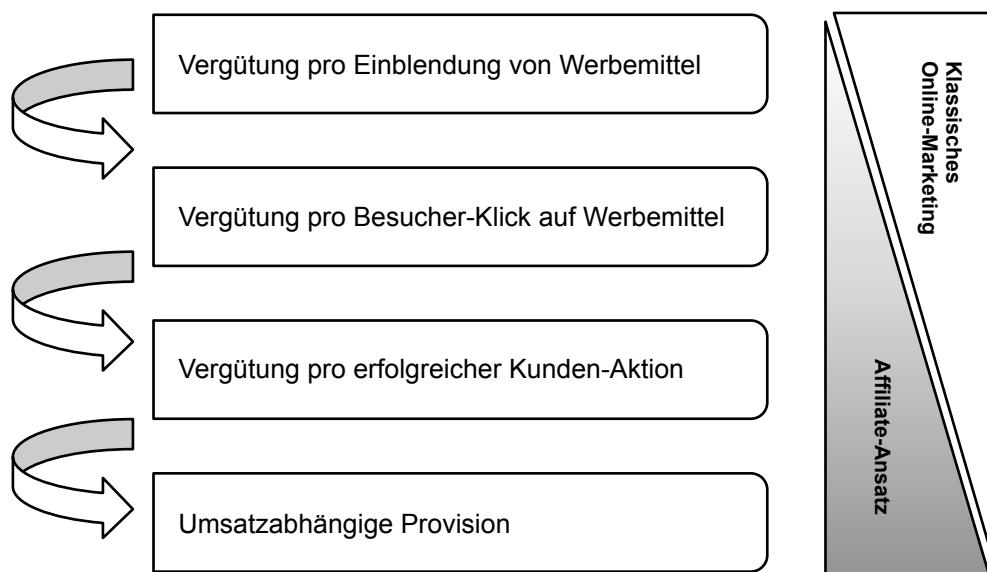 Vergütung pro Einblendung von Werbemittel
Vergütung pro Besucher-Klick auf Werbemittel
Vergütung pro erfolgreicher Kunden-Aktion
Umsatzabhängige Provision
Klassisches
Online-Marketing
Affiliate-Ansatz